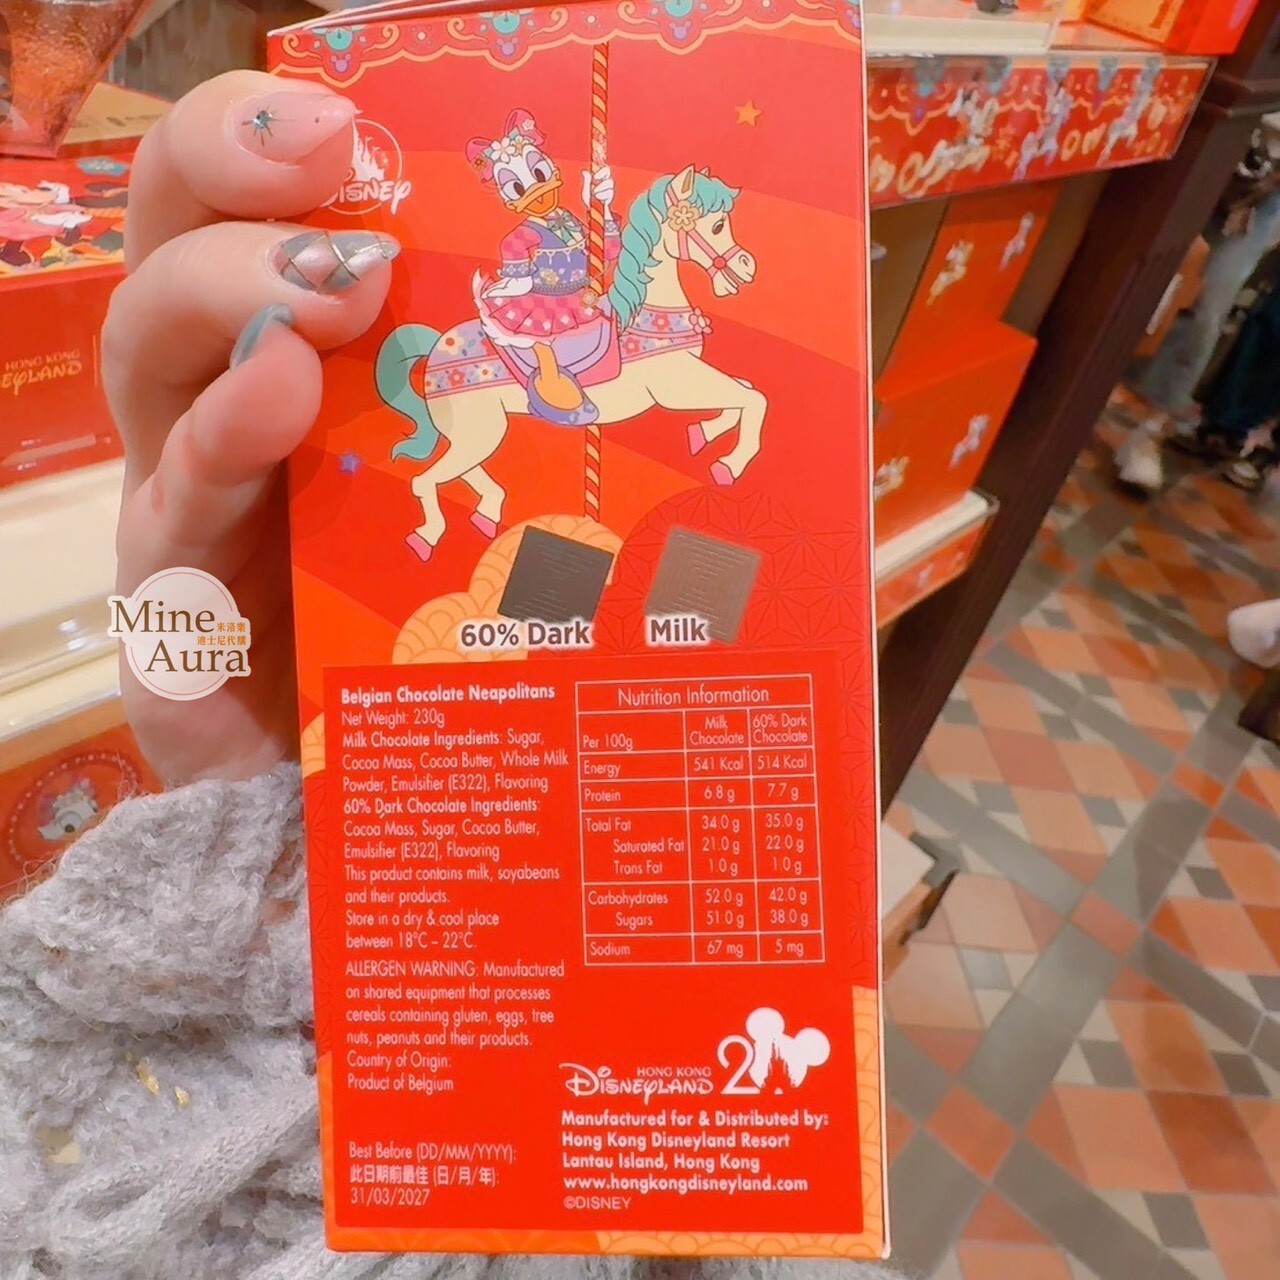 DISNEY
HONG KONG
EYLAND
60% Dark
Milk
Mine
米洛樂
迪士尼代購
Aura
Belgian Chocolate Neapolitans
Net Weight: 230g
Milk Chocolate Ingredients: Sugar,
Cocoa Mass, Cocoa Butter, Whole Milk
Powder, Emulsifier (E322), Flavoring
60% Dark Chocolate Ingredients:
Cocoa Mass, Sugar, Cocoa Butter,
Emulsifier (E322), Flavoring
This product contains milk, soyabeans
and their products.
Store in a dry & cool place
between 18°C – 22°C.
ALLERGEN WARNING: Manufactured
on shared equipment that processes
cereals containing gluten, eggs, tree
nuts, peanuts and their products.
Country of Origin:
Product of Belgium
Best Before (DD/MM/YYYY):
此日期前最佳 (日/月/年):
31/03/2027
Nutrition Information
Per 100g Milk Chocolate 60% Dark Chocolate
Energy 541 Kcal 514 Kcal
Protein 6.8 g 7.7 g
Total Fat 34.0 g 35.0 g
Saturated Fat 21.0 g 22.0 g
Trans Fat 1.0 g 1.0 g
Carbohydrates 52.0 g 42.0 g
Sugars 51.0 g 38.0 g
Sodium 67 mg 5 mg
HONG KONG
DISNEYLAND
2
Manufactured for & Distributed by:
Hong Kong Disneyland Resort
Lantau Island, Hong Kong
www.hongkongdisneyland.com
©DISNEY